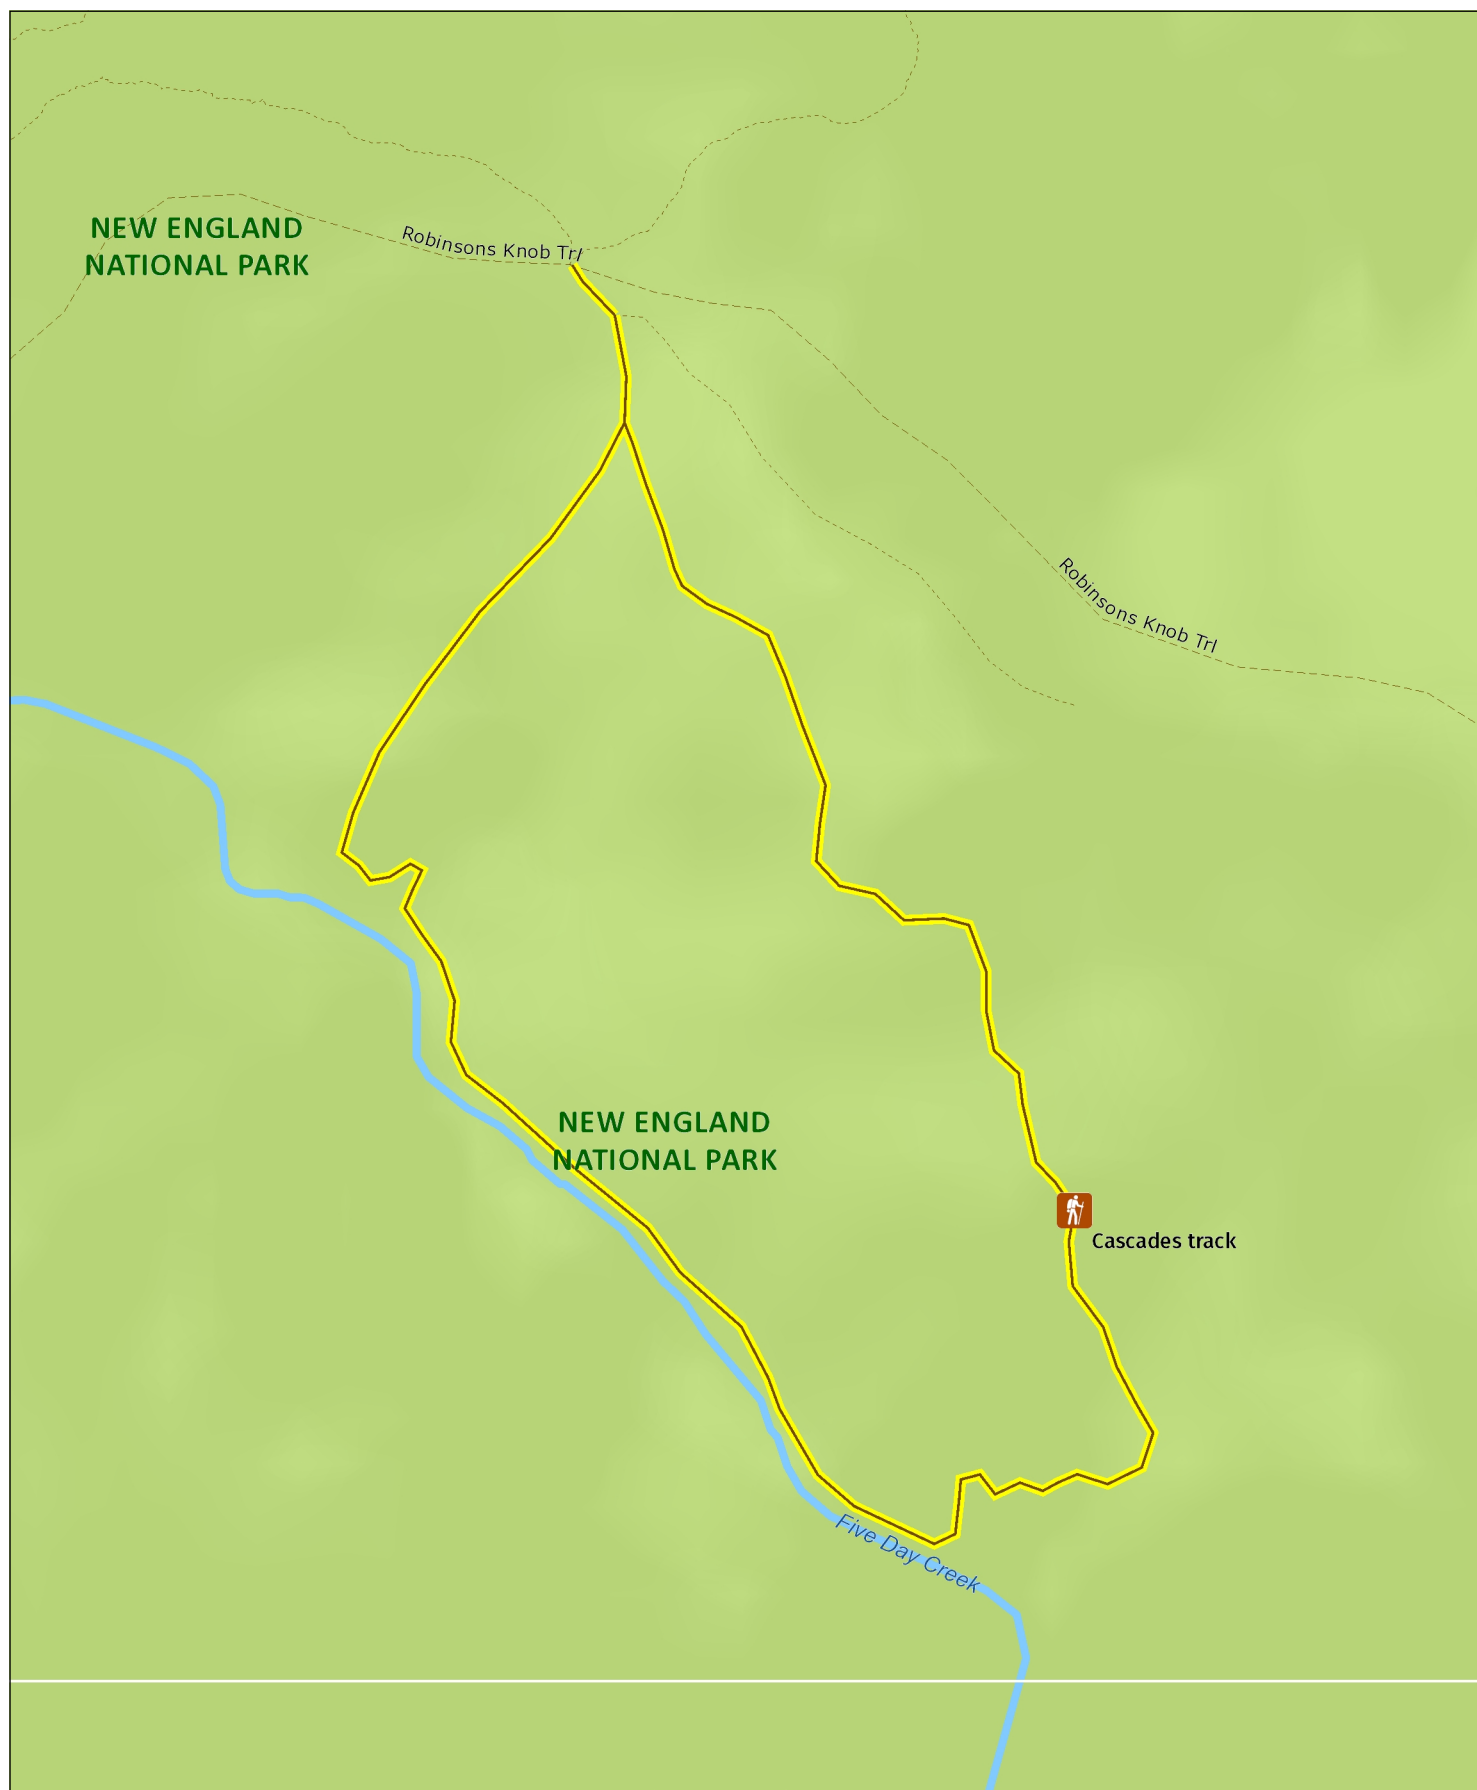 NEW ENGLAND
NATIONAL PARK
Robinsons Knob Trl
Robinsons Knob Trl
NEW ENGLAND
NATIONAL PARK
Cascades track
Five Day Creek